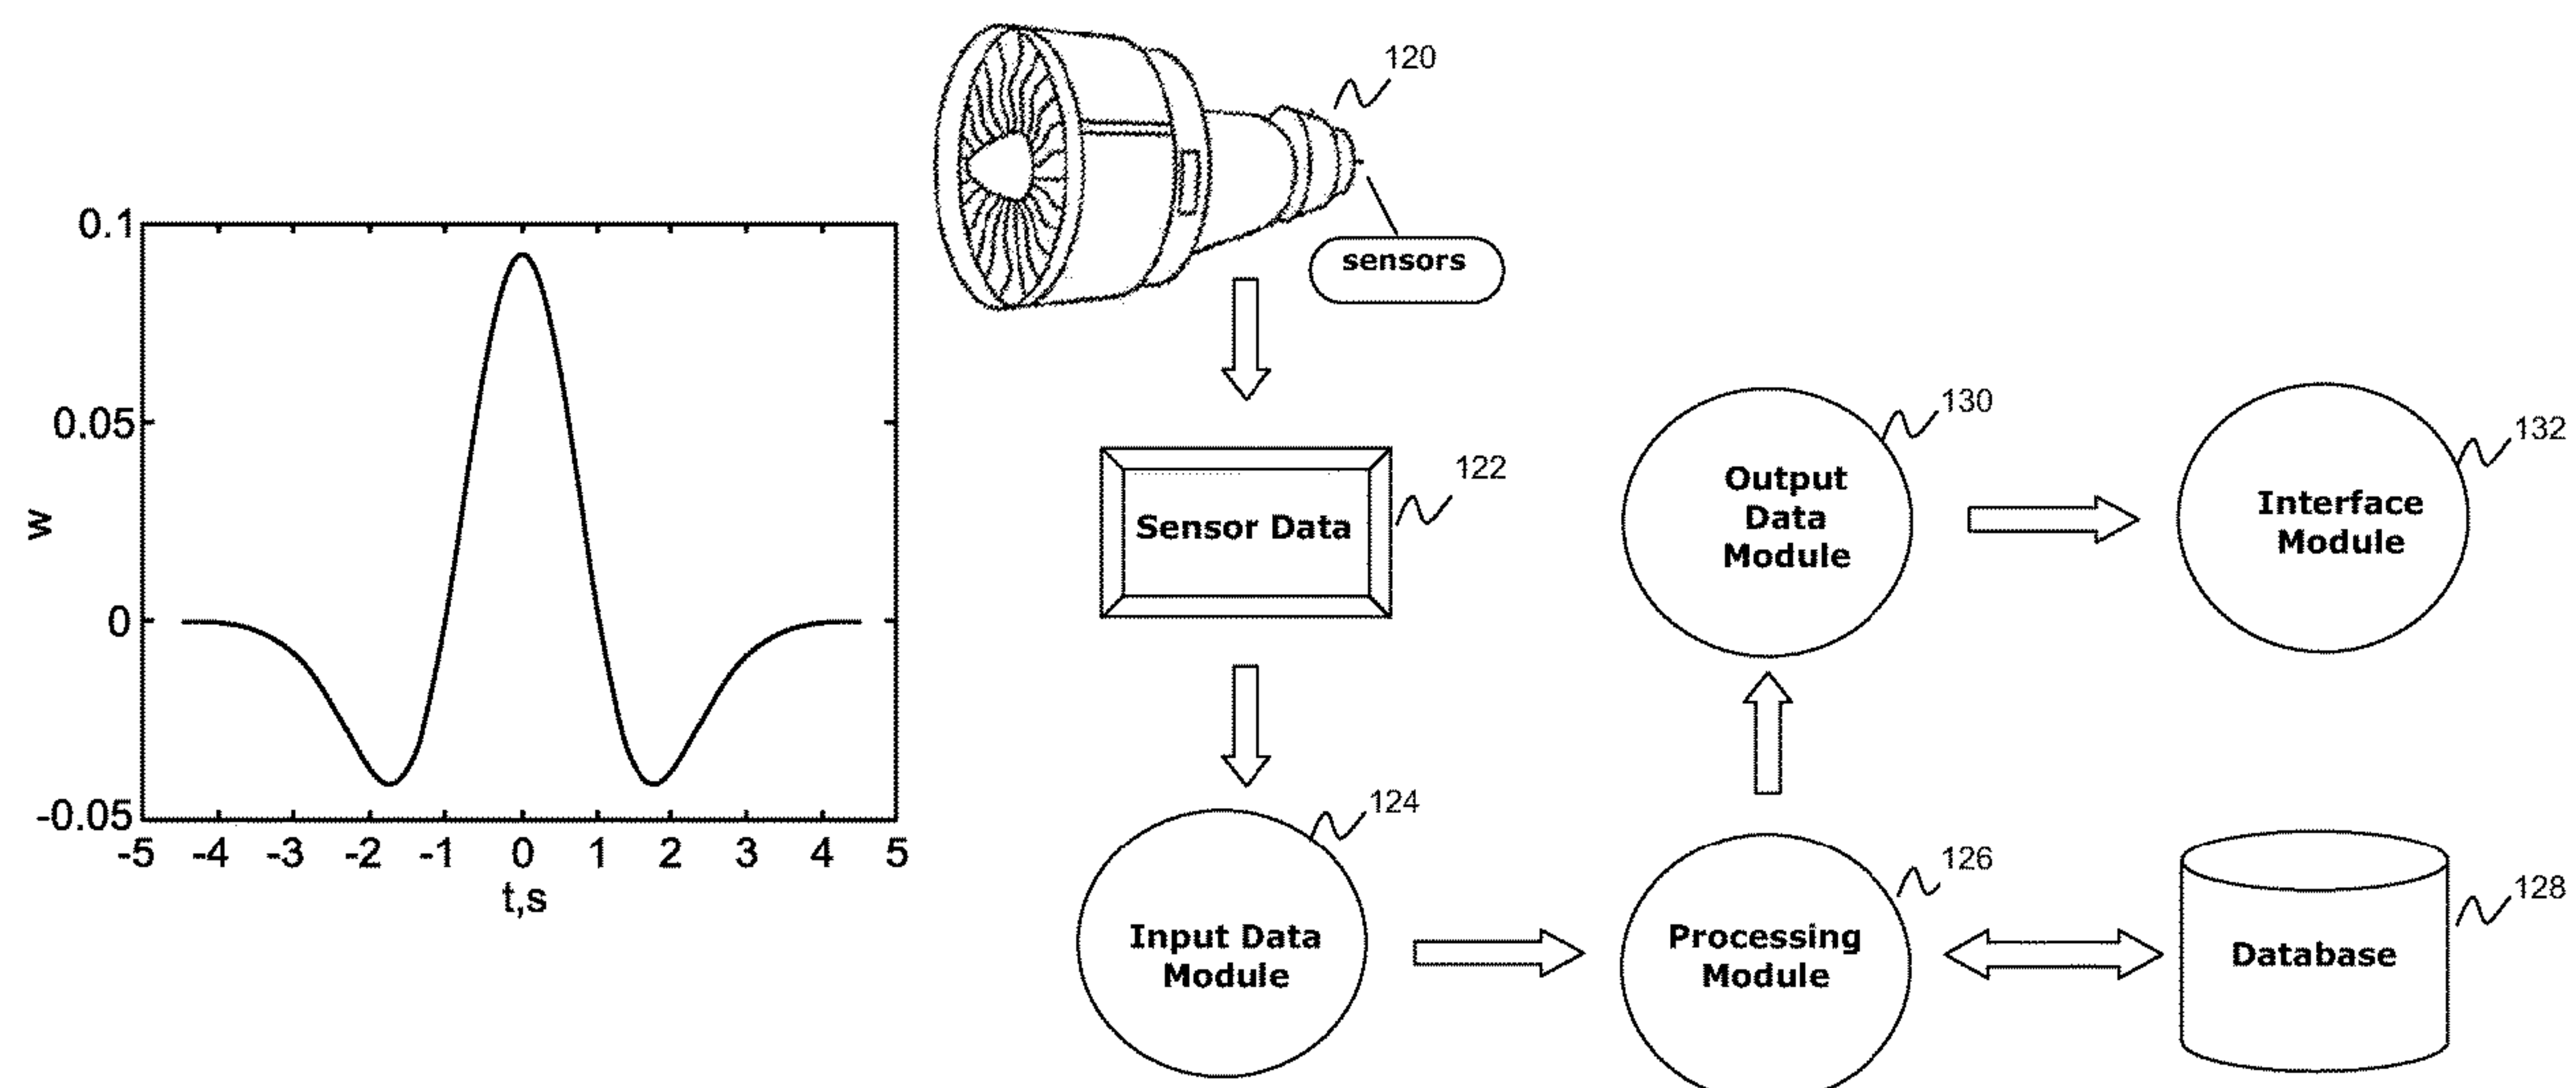 0.1
0.05
0
-0.05
w
-5 -4 -3 -2 -1 0 1 2 3 4 5
t,s
120
sensors
122
Sensor Data
124
Input Data
Module
126
Processing
Module
128
Database
130
Output
Data
Module
132
Interface
Module